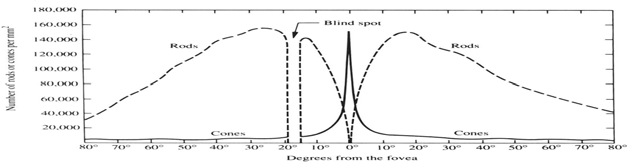 180,000
160,000
140,000
120,000
100,000
80,000
60,000
40,000
20,000
Number of rods or cones per mm²
Blind spot
Rods
Rods
Cones
Cones
80° 70° 60° 50° 40° 30° 20° 10° 0° 10° 20° 30° 40° 50° 60° 70° 80°
Degrees from the fovea